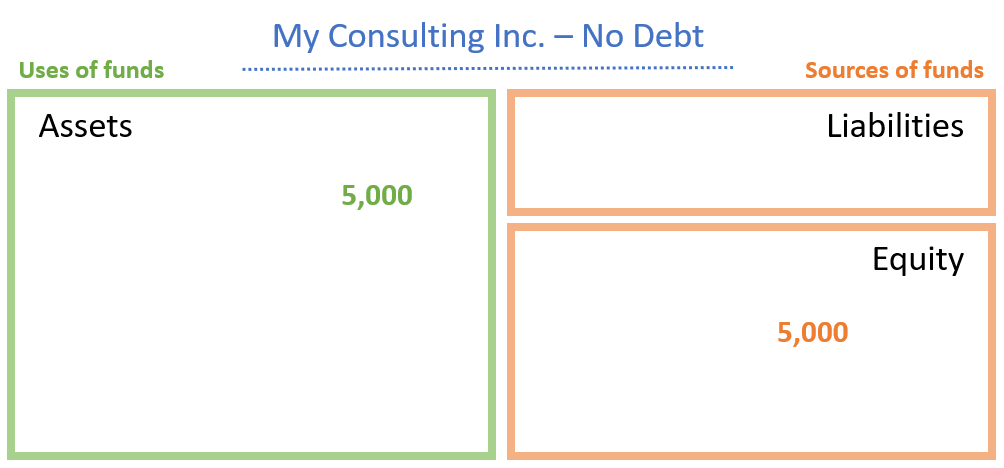 My Consulting Inc. – No Debt
Uses of funds
Sources of funds
Assets
5,000
Liabilities
Equity
5,000